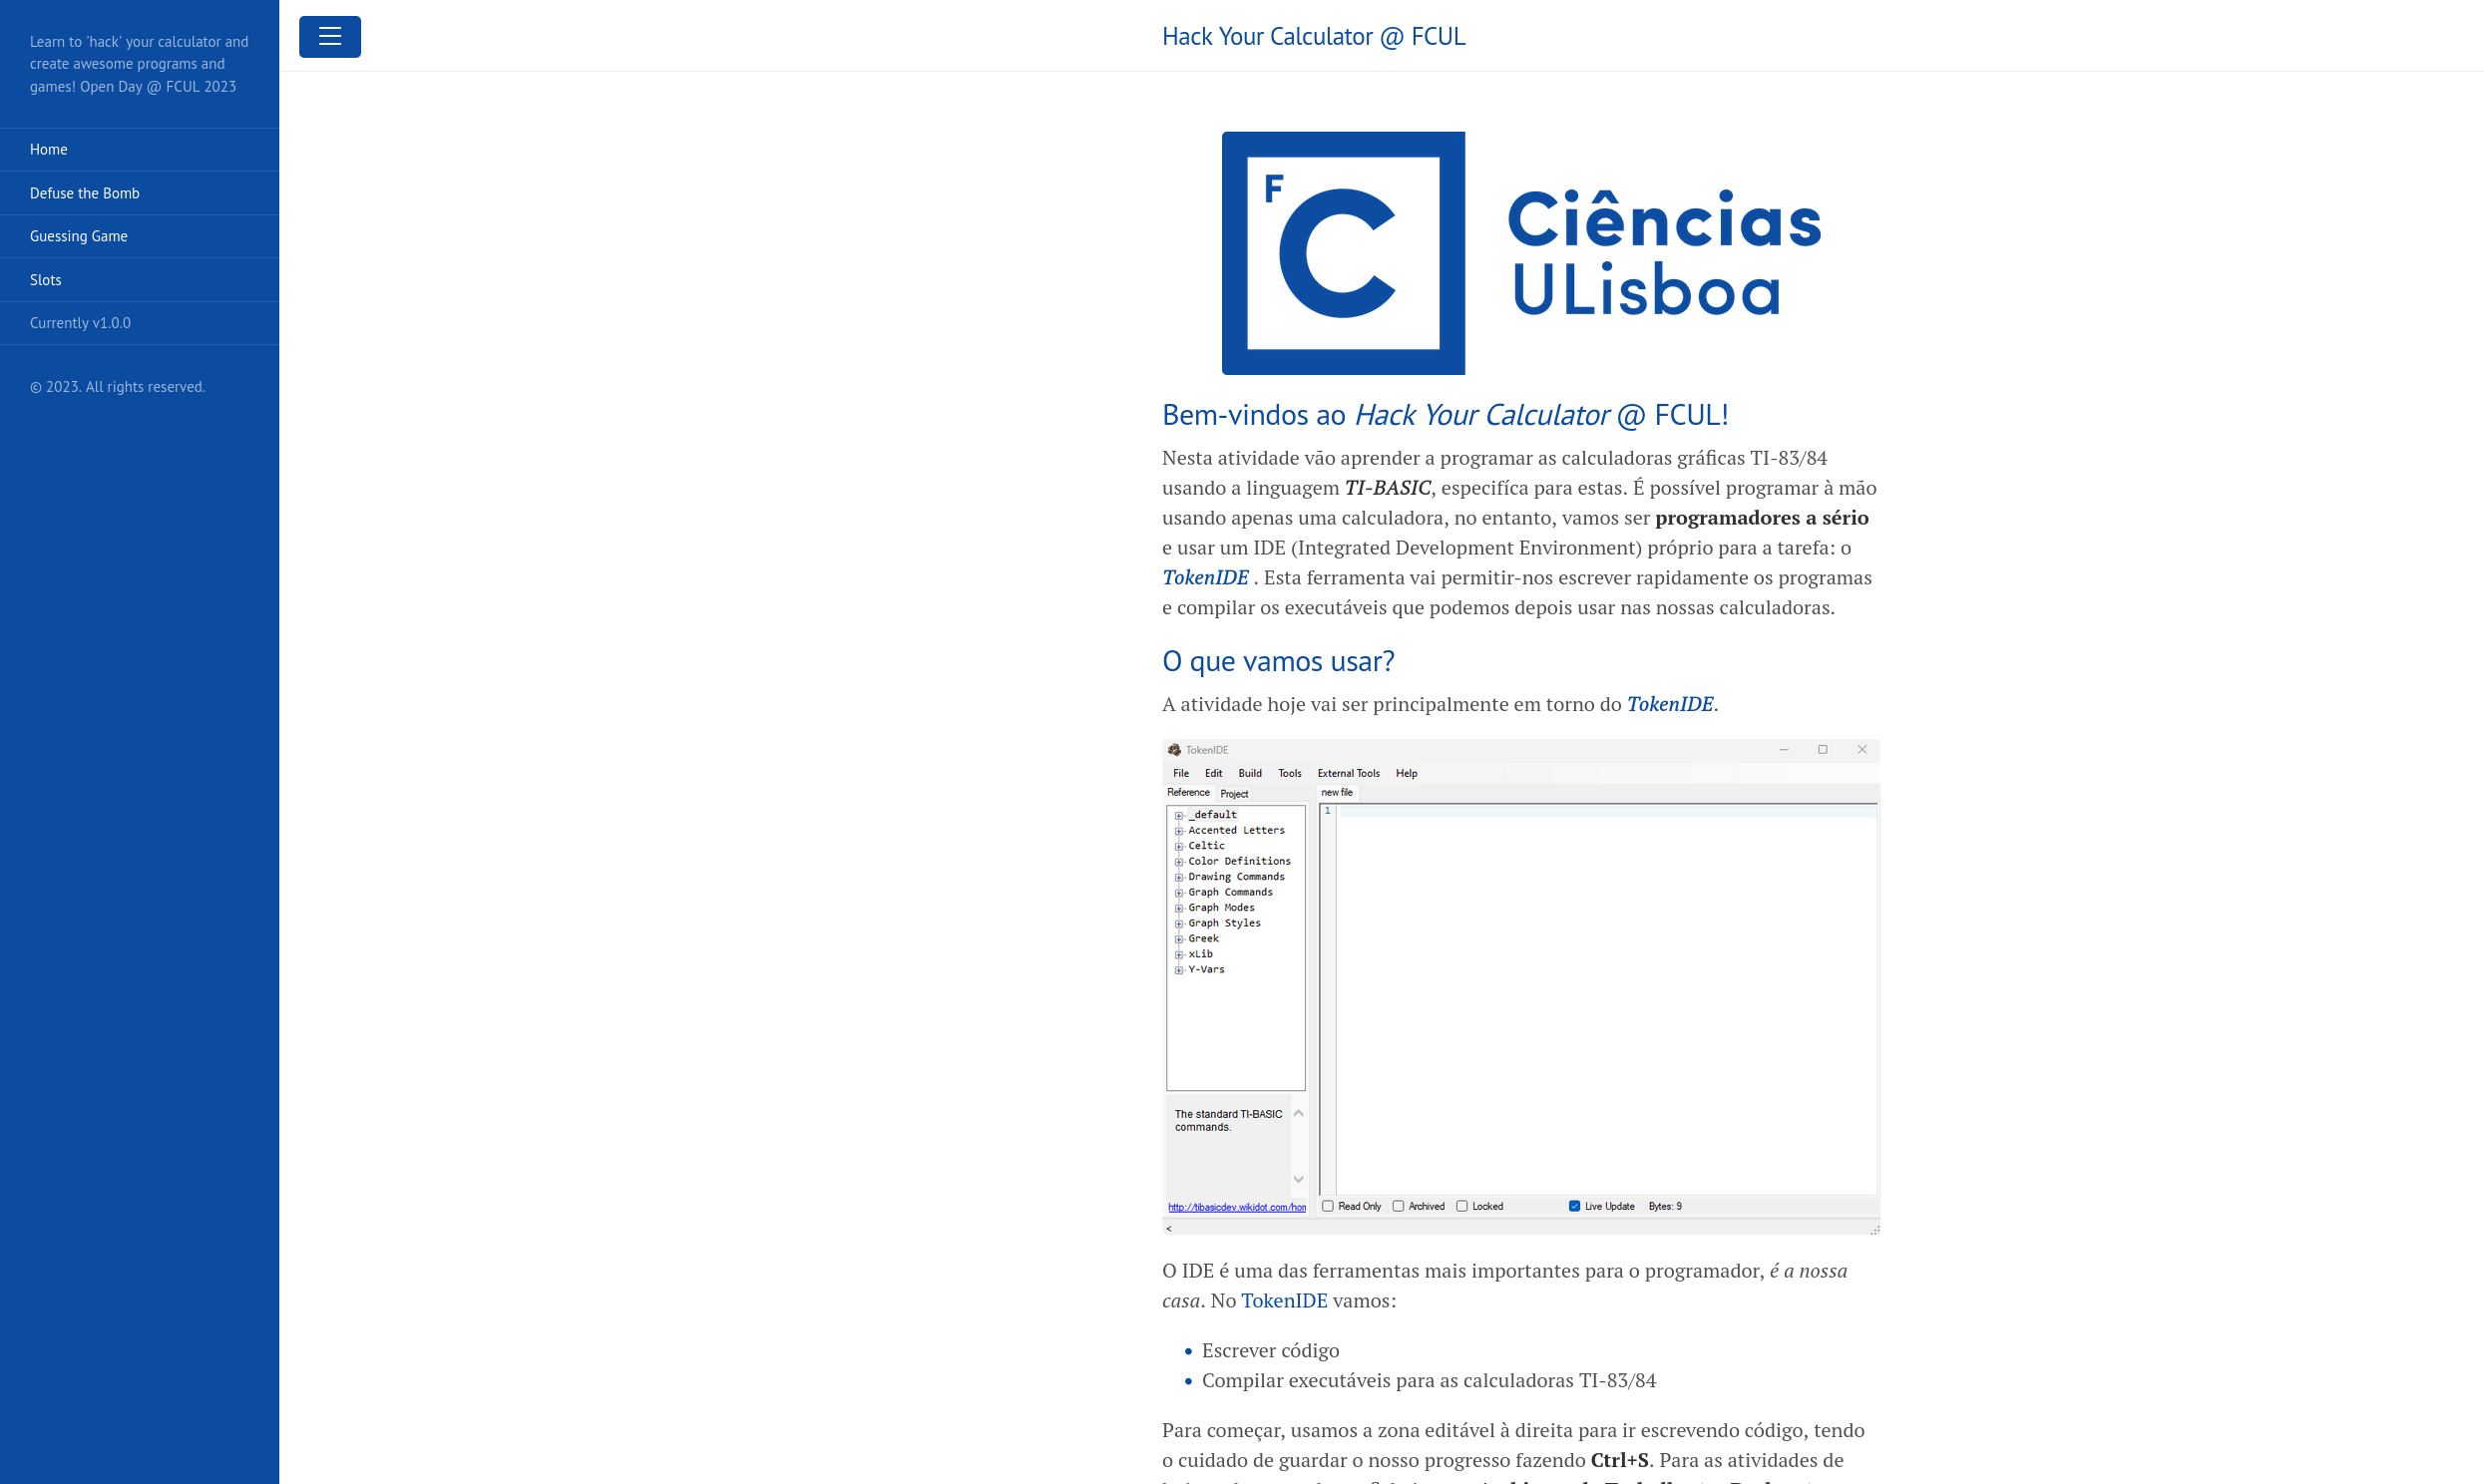 Learn to 'hack' your calculator and
create awesome programs and
games! Open Day @ FCUL 2023
Home
Defuse the Bomb
Guessing Game
Slots
Currently v1.0.0
© 2023. All rights reserved.
Hack Your Calculator @ FCUL
F
C
Ciências
ULisboa
Bem-vindos ao Hack Your Calculator @ FCUL!
Nesta atividade vão aprender a programar as calculadoras gráficas TI-83/84
usando a linguagem TI-BASIC, especifíca para estas. É possível programar à mão
usando apenas uma calculadora, no entanto, vamos ser programadores a sério
e usar um IDE (Integrated Development Environment) próprio para a tarefa: o
TokenIDE . Esta ferramenta vai permitir-nos escrever rapidamente os programas
e compilar os executáveis que podemos depois usar nas nossas calculadoras.
O que vamos usar?
A atividade hoje vai ser principalmente em torno do TokenIDE.
TokenIDE
File Edit Build Tools External Tools Help
Reference Project
new file
1
_default
Accented Letters
Celtic
Color Definitions
Drawing Commands
Graph Commands
Graph Modes
Graph Styles
Greek
xLib
Y-Vars
The standard TI-BASIC
commands.
http://tibasicdev.wikidot.com/hon
Read Only Archived Locked Live Update Bytes: 9
<
O IDE é uma das ferramentas mais importantes para o programador, é a nossa
casa. No TokenIDE vamos:
Escrever código
Compilar executáveis para as calculadoras TI-83/84
Para começar, usamos a zona editável à direita para ir escrevendo código, tendo
o cuidado de guardar o nosso progresso fazendo Ctrl+S. Para as atividades de